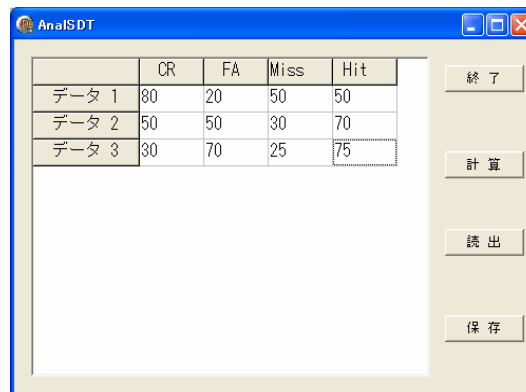 AnalSDT
CR FA Miss Hit
データ 1 80 20 50 50
データ 2 50 50 30 70
データ 3 30 70 25 75
終 了
計 算
読 出
保 存